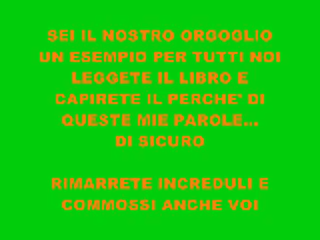 SEI IL NOSTRO ORGOGLIO
UN ESEMPIO PER TUTTI NOI
LEGGETE IL LIBRO E
CAPIRETE IL PERCHE' DI
QUESTE MIE PAROLE...
DI SICURO
RIMARRETE INCREDULI E
COMMOSSI ANCHE VOI